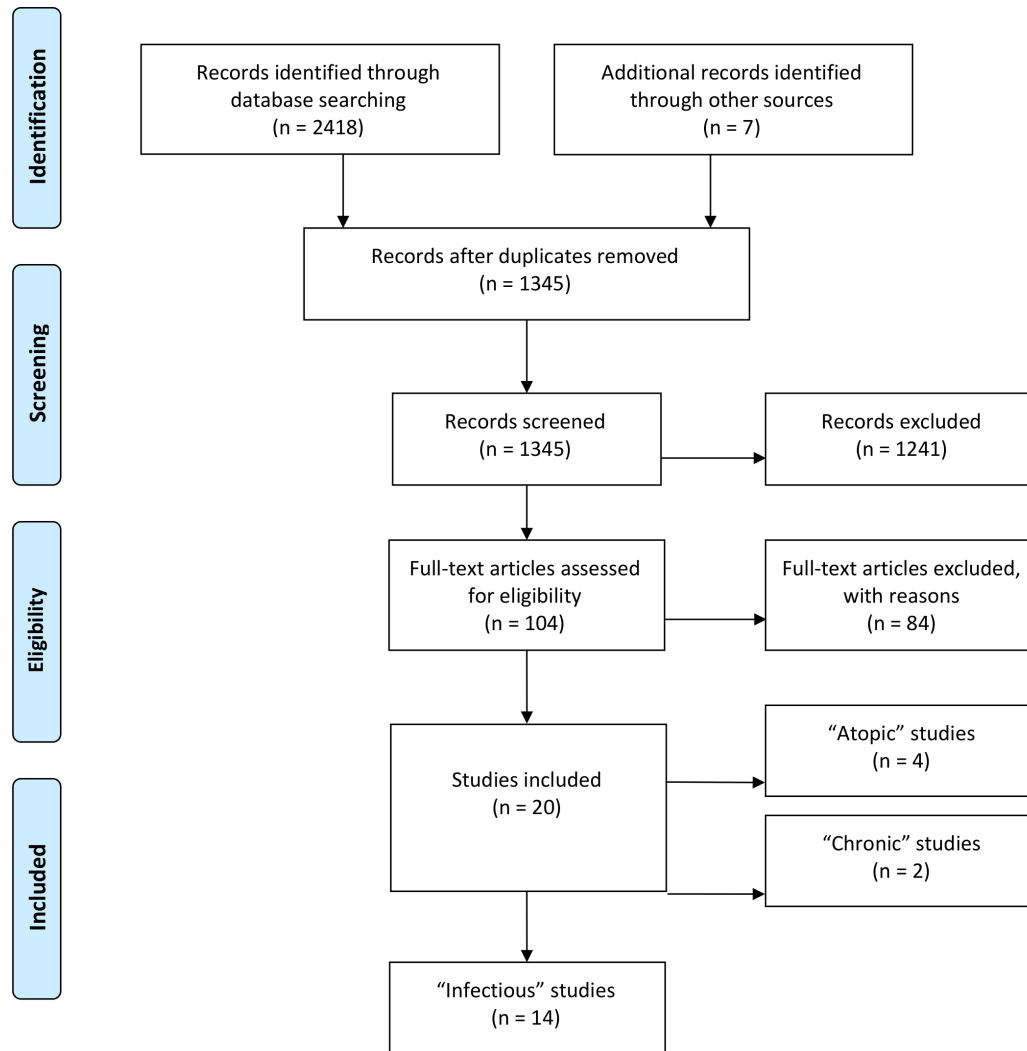 Identification
Records identified through
database searching
(n = 2418)
Additional records identified
through other sources
(n = 7)
Records after duplicates removed
(n = 1345)
Screening
Records screened
(n = 1345)
Records excluded
(n = 1241)
Eligibility
Full-text articles assessed
for eligibility
(n = 104)
Full-text articles excluded,
with reasons
(n = 84)
Studies included
(n = 20)
“Atopic” studies
(n = 4)
“Chronic” studies
(n = 2)
Included
“Infectious” studies
(n = 14)